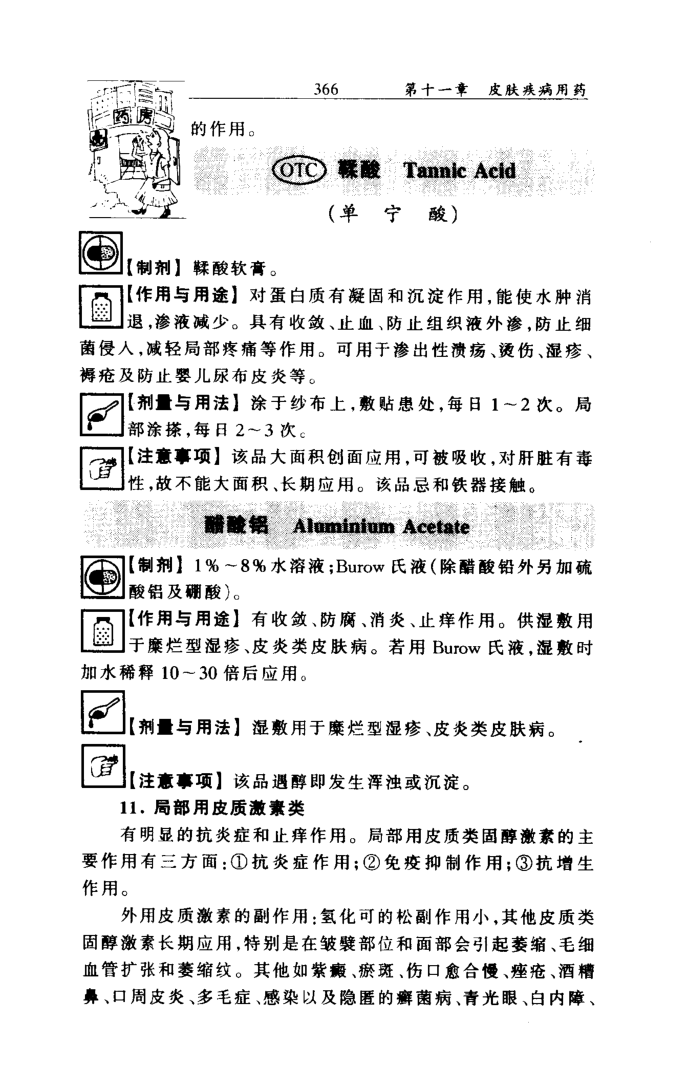 366 第十一章 皮肤疾病用药
药房
的作用。
OTC 鞣酸 Tannic Acid
(单 宁 酸)
【制剂】鞣酸软膏。
【作用与用途】对蛋白质有凝固和沉淀作用,能使水肿消
退,渗液减少。具有收敛、止血、防止组织液外渗,防止细
菌侵入,减轻局部疼痛等作用。可用于渗出性溃疡、烫伤、湿疹、
褥疮及防止婴儿尿布皮炎等。
【剂量与用法】涂于纱布上,敷贴患处,每日 1~2 次。局
部涂搽,每日 2~3 次。
【注意事项】该品大面积创面应用,可被吸收,对肝脏有毒
性,故不能大面积、长期应用。该品忌和铁器接触。
醋酸铝 Aluminium Acetate
【制剂】1%~8%水溶液;Burow 氏液(除醋酸铅外另加硫
酸铝及硼酸)。
【作用与用途】有收敛、防腐、消炎、止痒作用。供湿敷用
于糜烂型湿疹、皮炎类皮肤病。若用 Burow 氏液,湿敷时
加水稀释 10~30 倍后应用。
【剂量与用法】湿敷用于糜烂型湿疹、皮炎类皮肤病。
【注意事项】该品遇醇即发生浑浊或沉淀。
11. 局部用皮质激素类
有明显的抗炎症和止痒作用。局部用皮质类固醇激素的主
要作用有三方面:①抗炎症作用;②免疫抑制作用;③抗增生
作用。
外用皮质激素的副作用:氢化可的松副作用小,其他皮质类
固醇激素长期应用,特别是在皱襞部位和面部会引起萎缩、毛细
血管扩张和萎缩纹。其他如紫癜、瘀斑、伤口愈合慢、痤疮、酒糟
鼻、口周皮炎、多毛症、感染以及隐匿的癣菌病、青光眼、白内障、